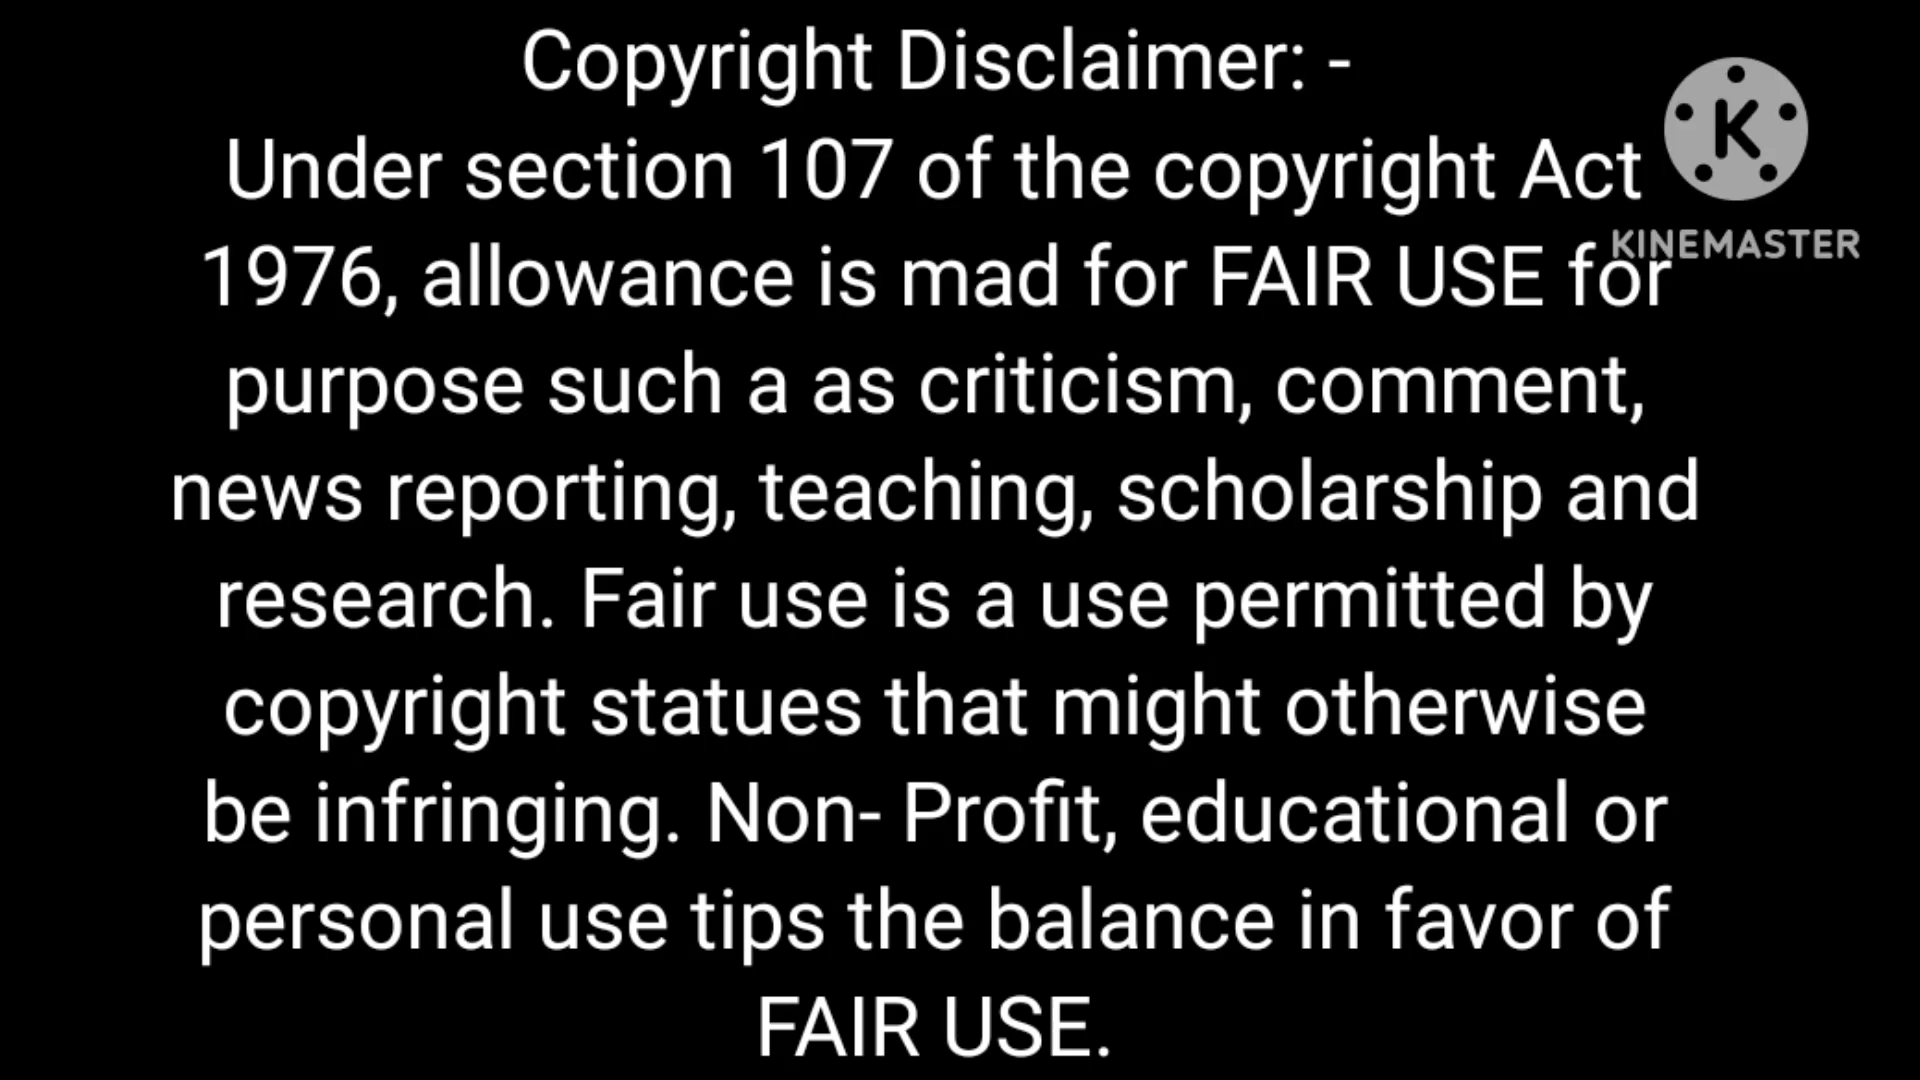 Copyright Disclaimer: -
Under section 107 of the copyright Act
1976, allowance is mad for FAIR USE for
purpose such a as criticism, comment,
news reporting, teaching, scholarship and
research. Fair use is a use permitted by
copyright statues that might otherwise
be infringing. Non- Profit, educational or
personal use tips the balance in favor of
FAIR USE.
K
KINEMASTER